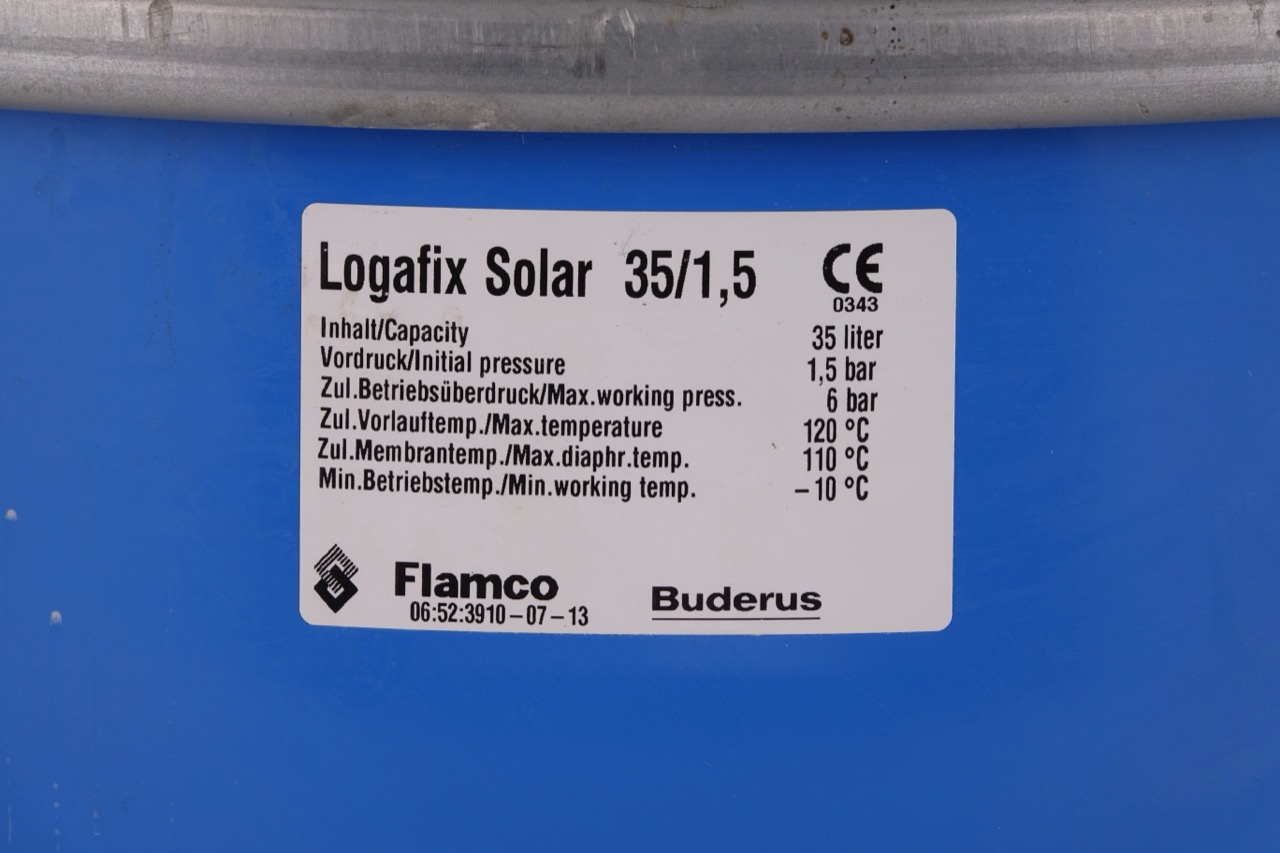 Logafix Solar 35/1,5 CE
0343
Inhalt/Capacity 35 liter
Vordruck/Initial pressure 1,5 bar
Zul.Betriebsüberdruck/Max.working press. 6 bar
Zul.Vorlauftemp./Max.temperature 120 °C
Zul.Membrantemp./Max.diaphr.temp. 110 °C
Min.Betriebstemp./Min.working temp. – 10 °C
Flamco Buderus
06:52:3910–07–13